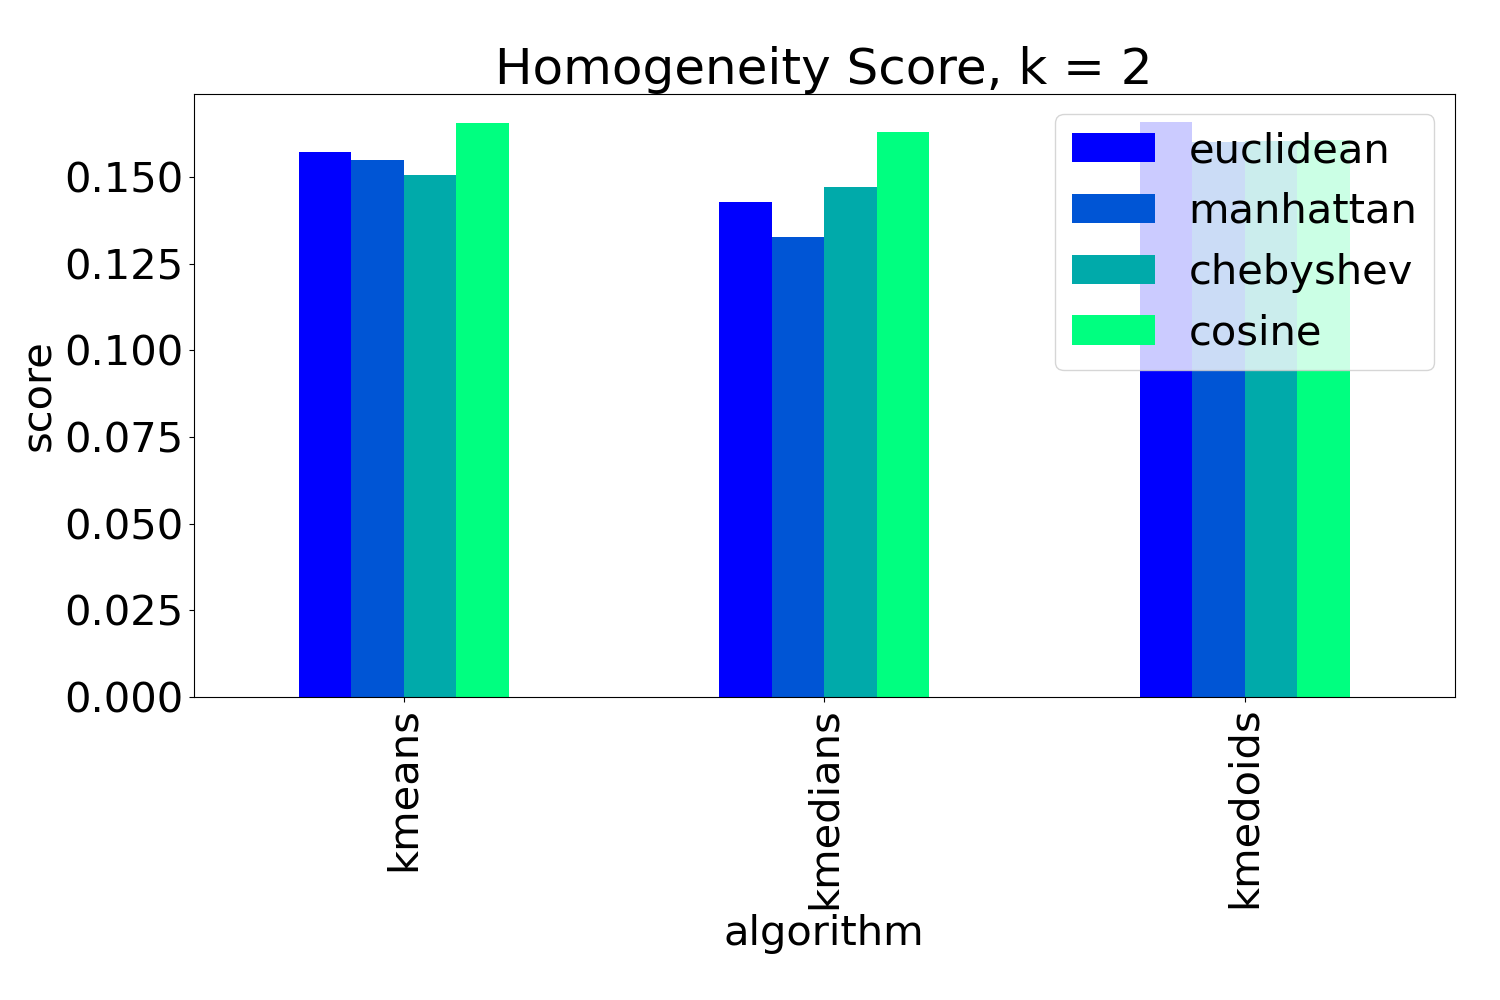 Homogeneity Score, k = 2
euclidean
manhattan
chebyshev
cosine
0.150
0.125
0.100
0.075
0.050
0.025
0.000
score
kmeans
kmedians
kmedoids
algorithm